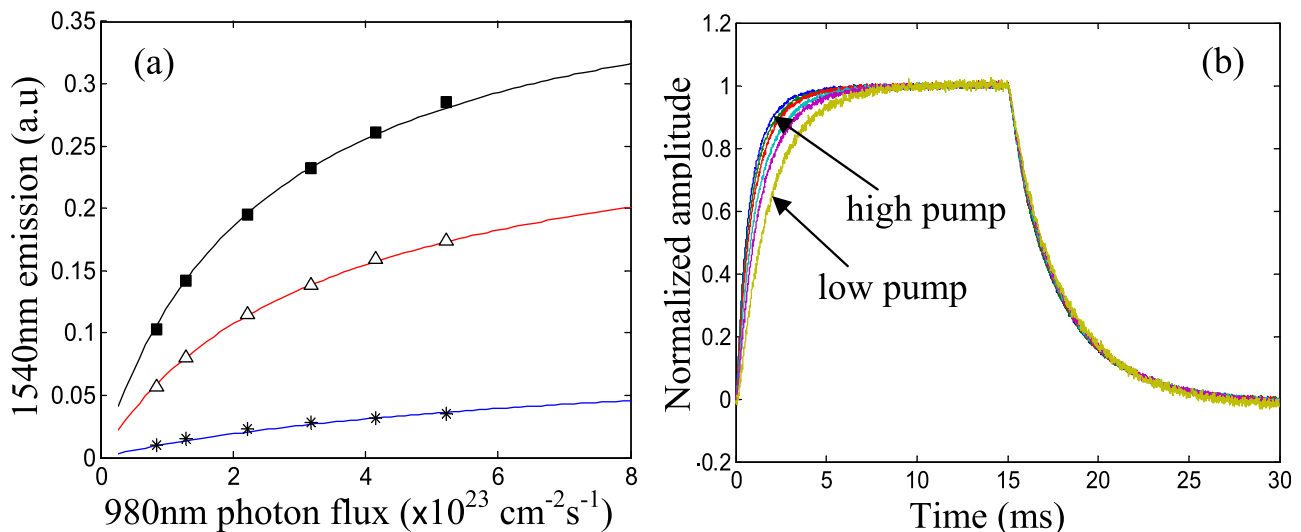 (a)
1540nm emission (a.u)
0.35
0.3
0.25
0.2
0.15
0.1
0.05
0
0 2 4 6 8
980nm photon flux (x10²³ cm⁻²s⁻¹)
(b)
Normalized amplitude
1.2
1
0.8
0.6
0.4
0.2
0
-0.2
high pump
low pump
0 5 10 15 20 25 30
Time (ms)